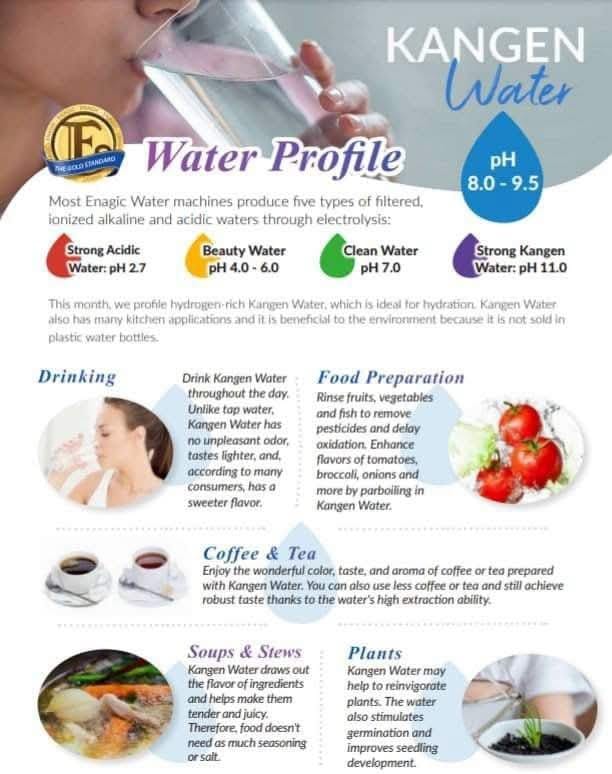 KANGEN
Water
pH
8.0 - 9.5
E
THE GOLD STANDARD
Water Profile
Most Enagic Water machines produce five types of filtered,
ionized alkaline and acidic waters through electrolysis:
Strong Acidic
Water: pH 2.7
Beauty Water
pH 4.0 - 6.0
Clean Water
pH 7.0
Strong Kangen
Water: pH 11.0
This month, we profile hydrogen-rich Kangen Water, which is ideal for hydration. Kangen Water
also has many kitchen applications and it is beneficial to the environment because it is not sold in
plastic water bottles.
Drinking
Drink Kangen Water
throughout the day.
Unlike tap water,
Kangen Water has
no unpleasant odor,
tastes lighter, and,
according to many
consumers, has a
sweeter flavor.
Food Preparation
Rinse fruits, vegetables
and fish to remove
pesticides and delay
oxidation. Enhance
flavors of tomatoes,
broccoli, onions and
more by parboiling in
Kangen Water.
Coffee & Tea
Enjoy the wonderful color, taste, and aroma of coffee or tea prepared
with Kangen Water. You can also use less coffee or tea and still achieve
robust taste thanks to the water's high extraction ability.
Soups & Stews
Kangen Water draws out
the flavor of ingredients
and helps make them
tender and juicy.
Therefore, food doesn't
need as much seasoning
or salt.
Plants
Kangen Water may
help to reinvigorate
plants. The water
also stimulates
germination and
improves seedling
development.